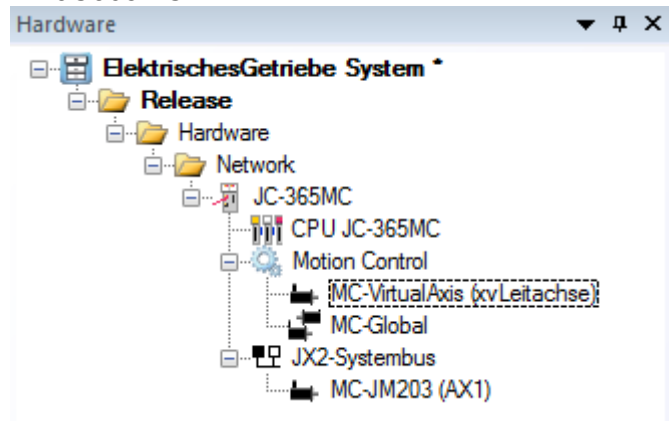 Hardware
ElektrischesGetriebe System *
Release
Hardware
Network
JC-365MC
CPU JC-365MC
Motion Control
MC-VirtualAxis (xvLeitachse)
MC-Global
JX2-Systembus
MC-JM203 (AX1)